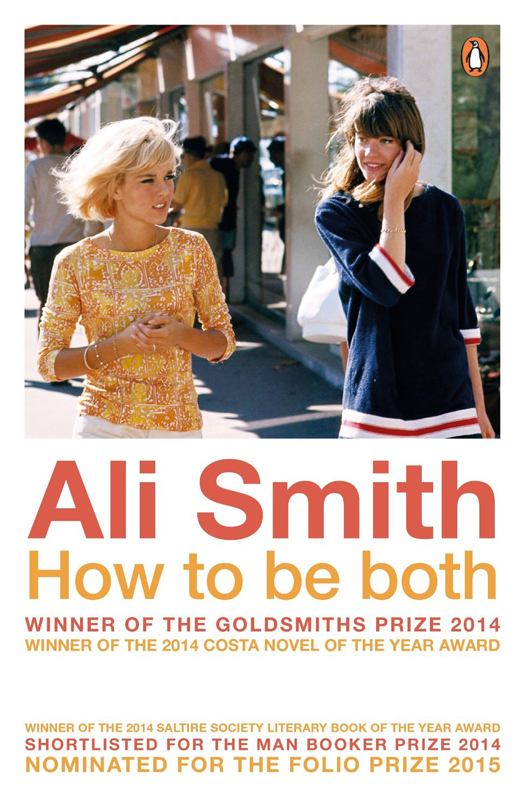 Ali Smith
How to be both
WINNER OF THE GOLDSMITHS PRIZE 2014
WINNER OF THE 2014 COSTA NOVEL OF THE YEAR AWARD
WINNER OF THE 2014 SALTIRE SOCIETY LITERARY BOOK OF THE YEAR AWARD
SHORTLISTED FOR THE MAN BOOKER PRIZE 2014
NOMINATED FOR THE FOLIO PRIZE 2015